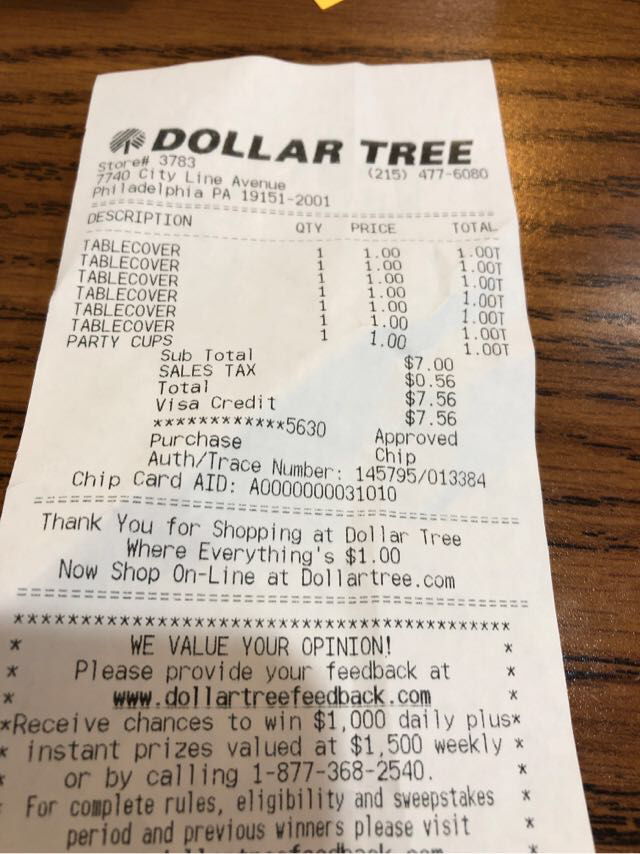 DOLLAR TREE
Store# 3783 (215) 477-6080
7740 City Line Avenue
Philadelphia PA 19151-2001
DESCRIPTION QTY PRICE TOTAL
TABLECOVER 1 1.00 1.00T
TABLECOVER 1 1.00 1.00T
TABLECOVER 1 1.00 1.00T
TABLECOVER 1 1.00 1.00T
TABLECOVER 1 1.00 1.00T
TABLECOVER 1 1.00 1.00T
PARTY CUPS 1 1.00 1.00T
Sub Total $7.00
SALES TAX $0.56
Total $7.56
Visa Credit $7.56
************5630
Purchase Approved
Chip
Auth/Trace Number: 145795/013384
Chip Card AID: A0000000031010
Thank You for Shopping at Dollar Tree
Where Everything's $1.00
Now Shop On-Line at Dollartree.com
****************************************
* WE VALUE YOUR OPINION! *
* Please provide your feedback at *
* www.dollartreefeedback.com *
*Receive chances to win $1,000 daily plus*
* instant prizes valued at $1,500 weekly *
* or by calling 1-877-368-2540. *
* For complete rules, eligibility and sweepstakes *
period and previous winners please visit *
dollartreefeedback.com